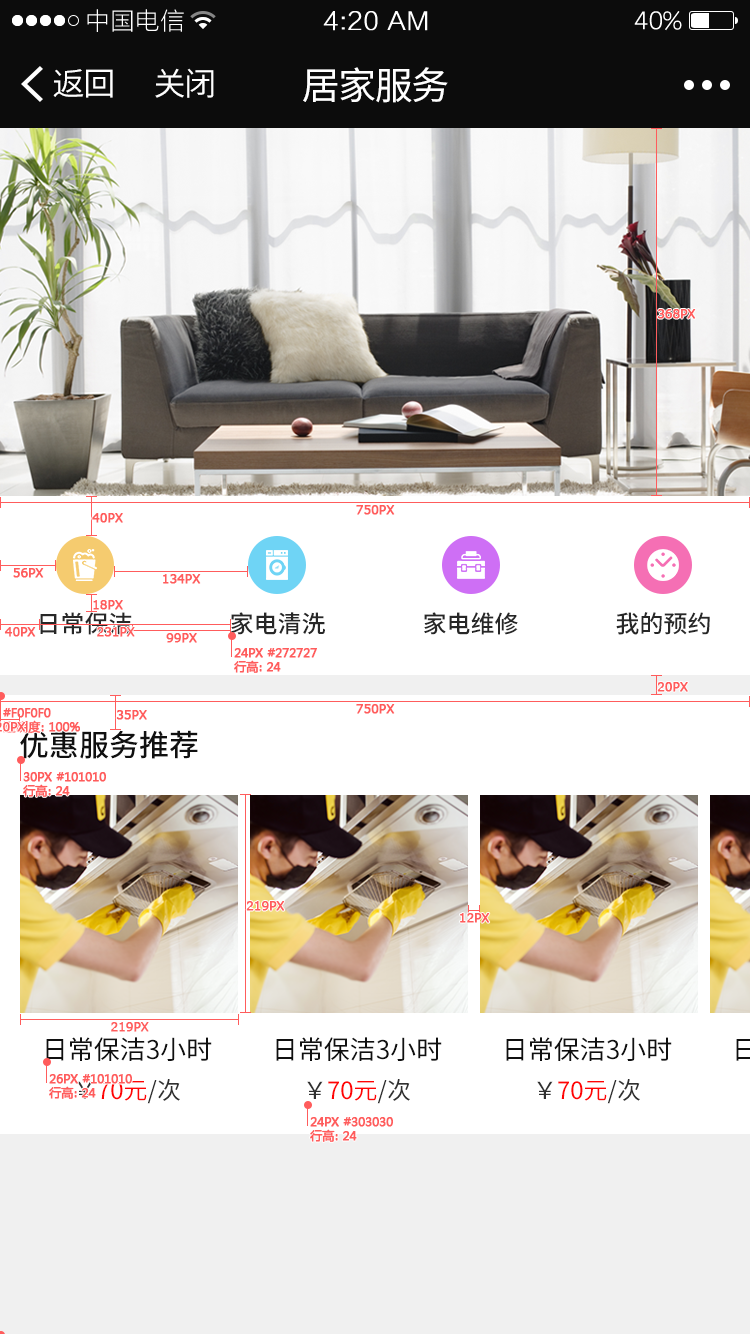 中国电信 4:20 AM 40%
返回 关闭 居家服务
368PX
750PX
40PX
56PX
134PX
18PX
日常保洁 家电清洗 家电维修 我的预约
40PX 231PX 99PX
24PX #272727
行高: 24
20PX
750PX
#F0F0F0
35PX
20PX 度: 100%
优惠服务推荐
30PX #101010
行高: 24
219PX
12PX
219PX
日常保洁3小时 日常保洁3小时 日常保洁3小时 日
26PX #101010
行高: 24
¥70元/次 ¥70元/次 ¥70元/次
24PX #303030
行高: 24